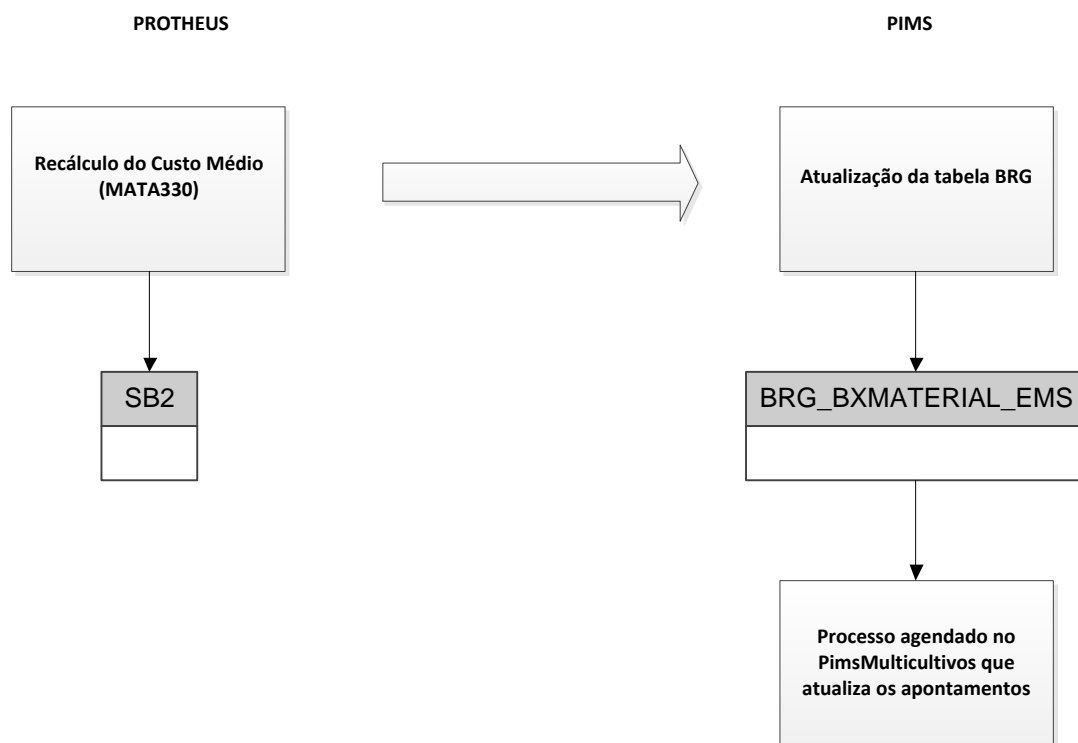 PROTHEUS
PIMS
Recálculo do Custo Médio
(MATA330)
Atualização da tabela BRG
SB2
BRG_BXMATERIAL_EMS
Processo agendado no
PimsMulticultivos que
atualiza os apontamentos